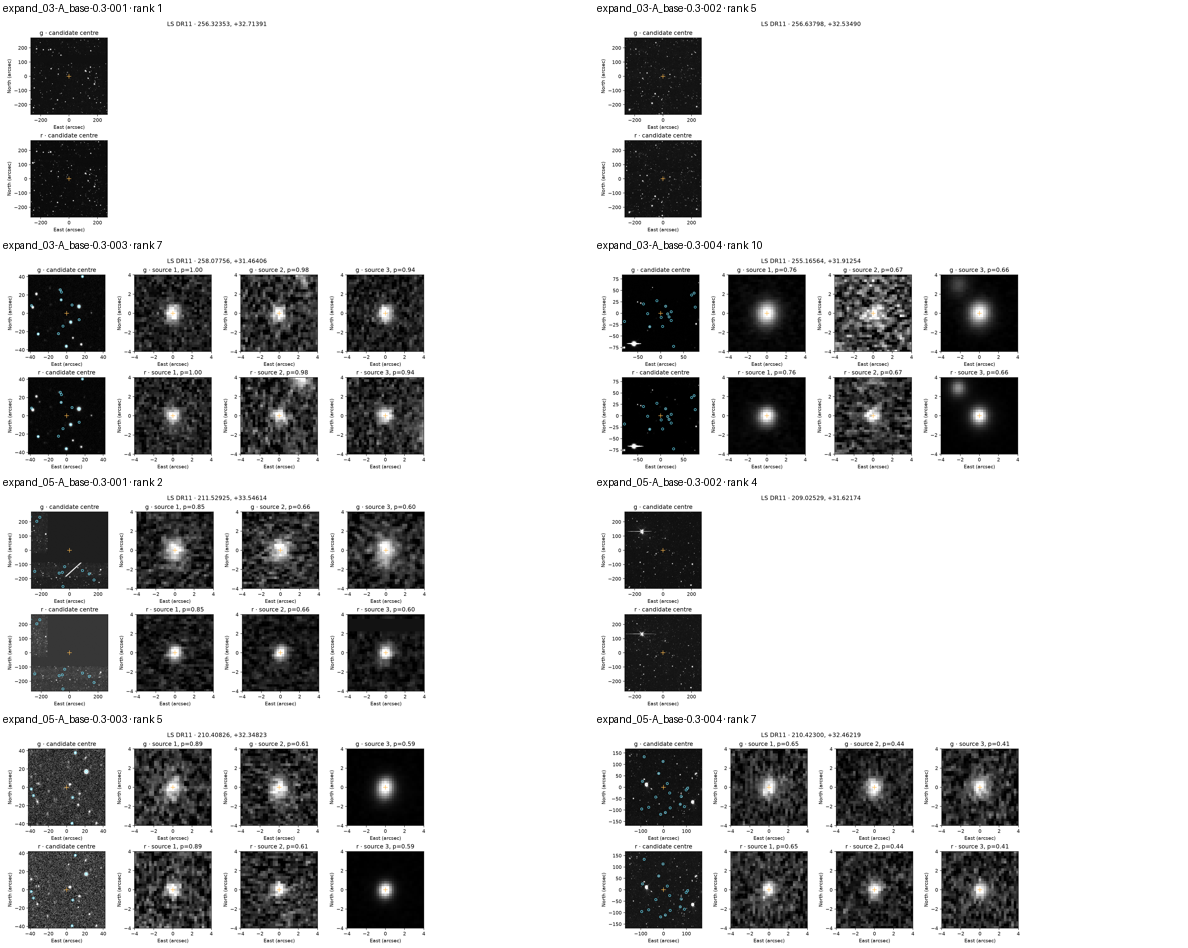 expand_03-A_base-0.3-001 · rank 1
LS DR11 · 256.32353, +32.71391
g · candidate centre
r · candidate centre
expand_03-A_base-0.3-002 · rank 5
LS DR11 · 256.63798, +32.53490
g · candidate centre
r · candidate centre
expand_03-A_base-0.3-003 · rank 7
LS DR11 · 258.07756, +31.46406
g · candidate centre
g · source 1, p=1.00
g · source 2, p=0.98
g · source 3, p=0.94
r · candidate centre
r · source 1, p=1.00
r · source 2, p=0.98
r · source 3, p=0.94
expand_03-A_base-0.3-004 · rank 10
LS DR11 · 255.16564, +31.91254
g · candidate centre
g · source 1, p=0.76
g · source 2, p=0.67
g · source 3, p=0.66
r · candidate centre
r · source 1, p=0.76
r · source 2, p=0.67
r · source 3, p=0.66
expand_05-A_base-0.3-001 · rank 2
LS DR11 · 211.52925, +33.54614
g · candidate centre
g · source 1, p=0.85
g · source 2, p=0.66
g · source 3, p=0.60
r · candidate centre
r · source 1, p=0.85
r · source 2, p=0.66
r · source 3, p=0.60
expand_05-A_base-0.3-002 · rank 4
LS DR11 · 209.02529, +31.62174
g · candidate centre
r · candidate centre
expand_05-A_base-0.3-003 · rank 5
LS DR11 · 210.40826, +32.34823
g · candidate centre
g · source 1, p=0.89
g · source 2, p=0.61
g · source 3, p=0.59
r · candidate centre
r · source 1, p=0.89
r · source 2, p=0.61
r · source 3, p=0.59
expand_05-A_base-0.3-004 · rank 7
LS DR11 · 210.42300, +32.46219
g · candidate centre
g · source 1, p=0.65
g · source 2, p=0.44
g · source 3, p=0.41
r · candidate centre
r · source 1, p=0.65
r · source 2, p=0.44
r · source 3, p=0.41
East (arcsec)
North (arcsec)